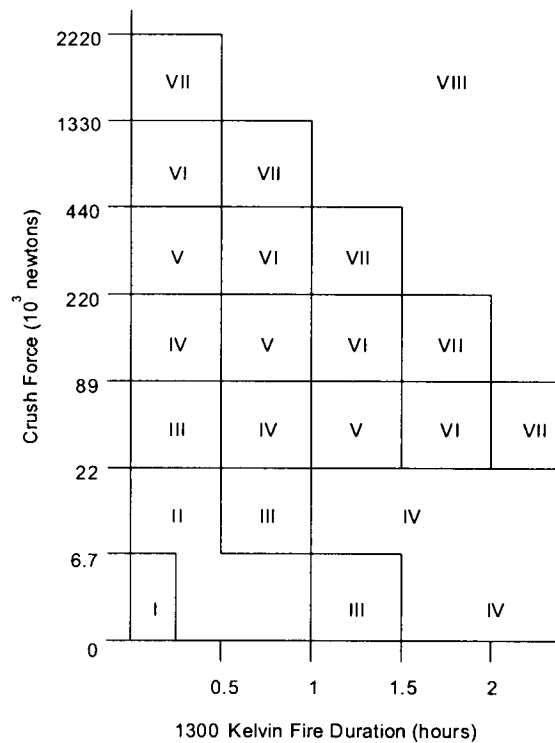 2220
VII VIII
1330
VI VII
440
V VI VII
220
IV V VI VII
89
III IV V VI VII
22
II III IV
6.7
I III IV
0
0.5 1 1.5 2
1300 Kelvin Fire Duration (hours)
Crush Force (10³ newtons)